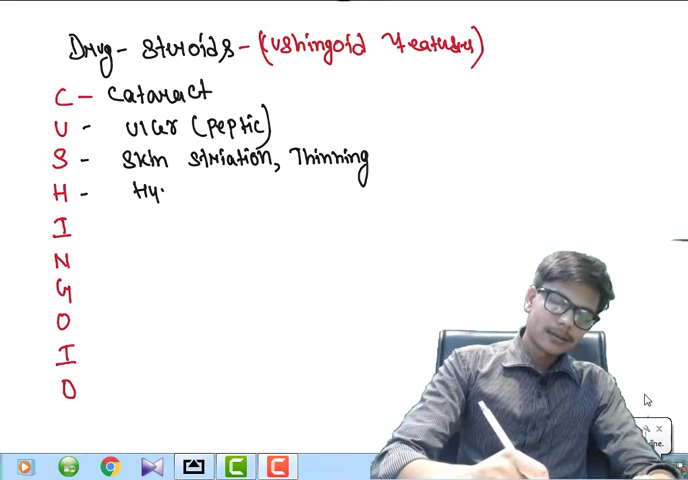 Drug - steroids - (Cushingoid Features)
C - cataract
U - ulcer (peptic)
S - skin striation, Thinning
H - Hy
I
N
G
O
I
D